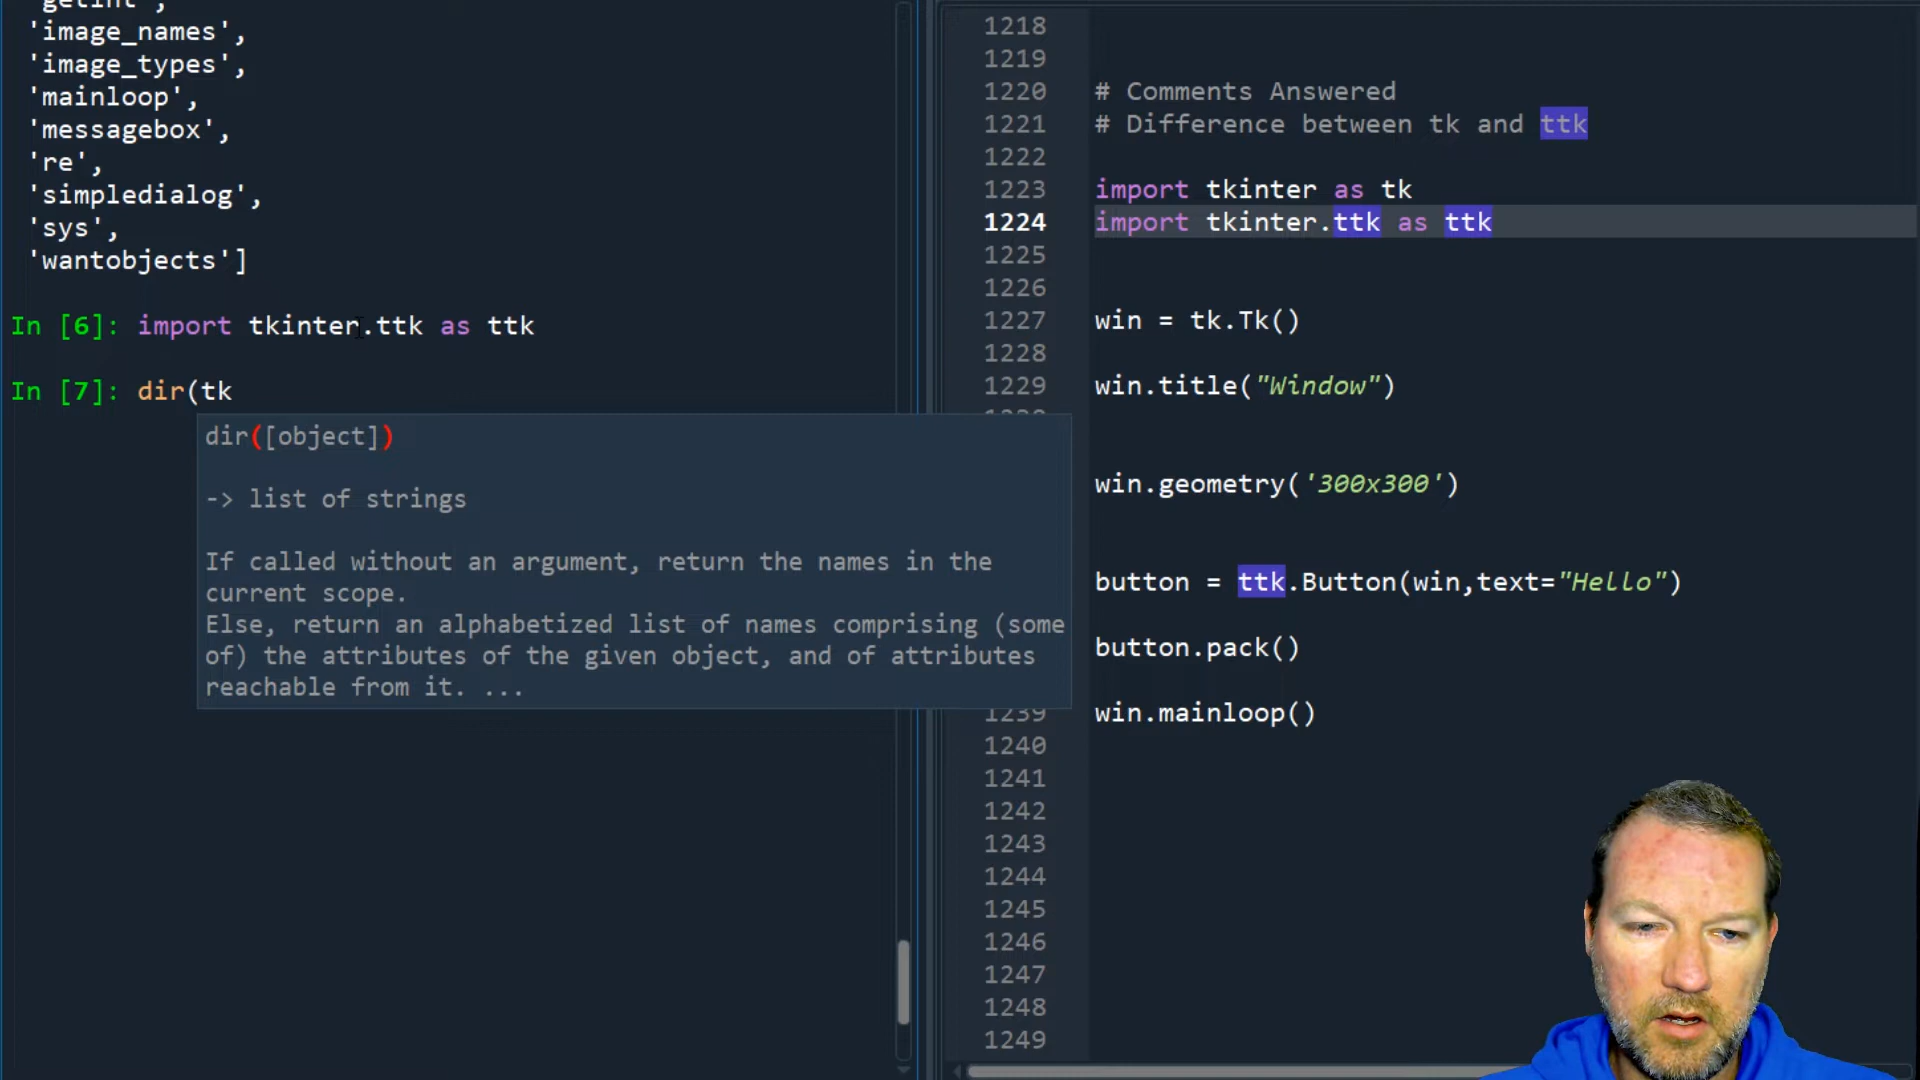 'getint',
'image_names',
'image_types',
'mainloop',
'messagebox',
're',
'simpledialog',
'sys',
'wantobjects']
In [6]: import tkinter.ttk as ttk
In [7]: dir(tk
dir([object])
-> list of strings
If called without an argument, return the names in the
current scope.
Else, return an alphabetized list of names comprising (some
of) the attributes of the given object, and of attributes
reachable from it. ...
1218
1219
1220 # Comments Answered
1221 # Difference between tk and ttk
1222
1223 import tkinter as tk
1224 import tkinter.ttk as ttk
1225
1226
1227 win = tk.Tk()
1228
1229 win.title("Window")
win.geometry('300x300')
button = ttk.Button(win,text="Hello")
button.pack()
1239 win.mainloop()
1240
1241
1242
1243
1244
1245
1246
1247
1248
1249